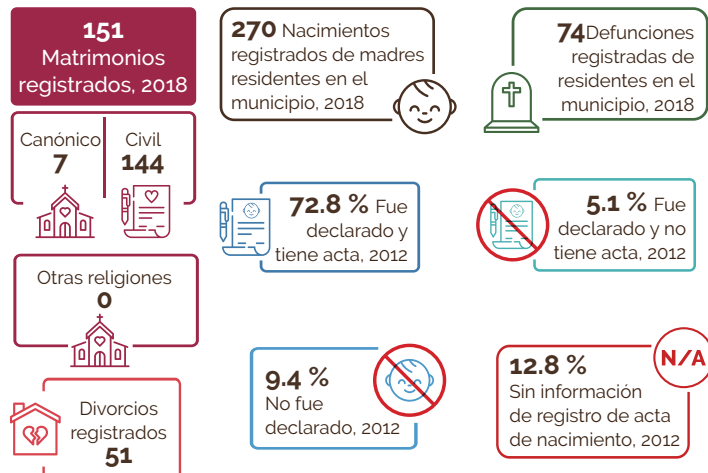 151
Matrimonios
registrados, 2018
Canónico
7
Civil
144
Otras religiones
0
Divorcios
registrados
51
270 Nacimientos
registrados de madres
residentes en el
municipio, 2018
74 Defunciones
registradas de
residentes en el
municipio, 2018
72.8 % Fue
declarado y
tiene acta, 2012
5.1 % Fue
declarado y no
tiene acta, 2012
9.4 %
No fue
declarado, 2012
12.8 %
Sin información
de registro de acta
de nacimiento, 2012
N/A